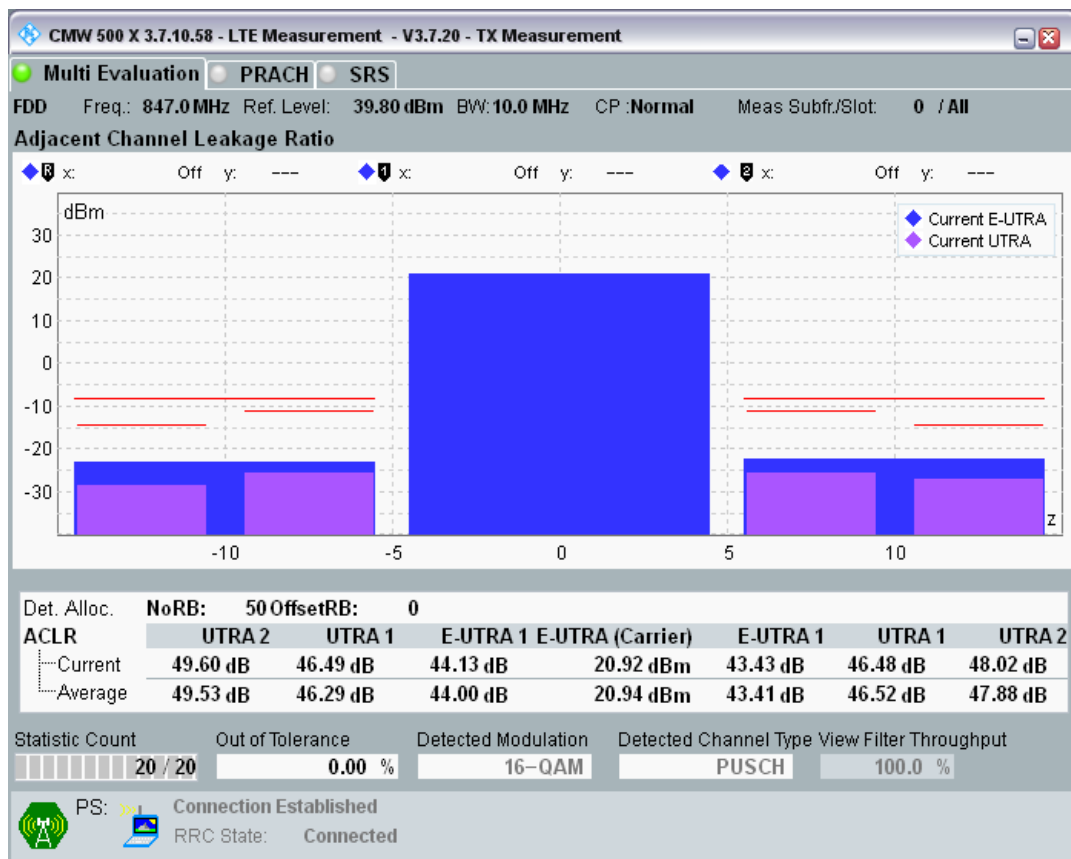 CMW 500 X 3.7.10.58 - LTE Measurement - V3.7.20 - TX Measurement
Multi Evaluation PRACH SRS
FDD Freq.: 847.0 MHz Ref. Level: 39.80 dBm BW: 10.0 MHz CP :Normal Meas Subfr./Slot: 0 / All
Adjacent Channel Leakage Ratio
R x: Off y: --- 1 x: Off y: --- 2 x: Off y: ---
dBm
Current E-UTRA
Current UTRA
30
20
10
0
-10
-20
-30
z
-10 -5 0 5 10
Det. Alloc. NoRB: 50 OffsetRB: 0
ACLR UTRA 2 UTRA 1 E-UTRA 1 E-UTRA (Carrier) E-UTRA 1 UTRA 1 UTRA 2
Current 49.60 dB 46.49 dB 44.13 dB 20.92 dBm 43.43 dB 46.48 dB 48.02 dB
Average 49.53 dB 46.29 dB 44.00 dB 20.94 dBm 43.41 dB 46.52 dB 47.88 dB
Statistic Count Out of Tolerance Detected Modulation Detected Channel Type View Filter Throughput
20 / 20 0.00 % 16-QAM PUSCH 100.0 %
PS: Connection Established
RRC State: Connected